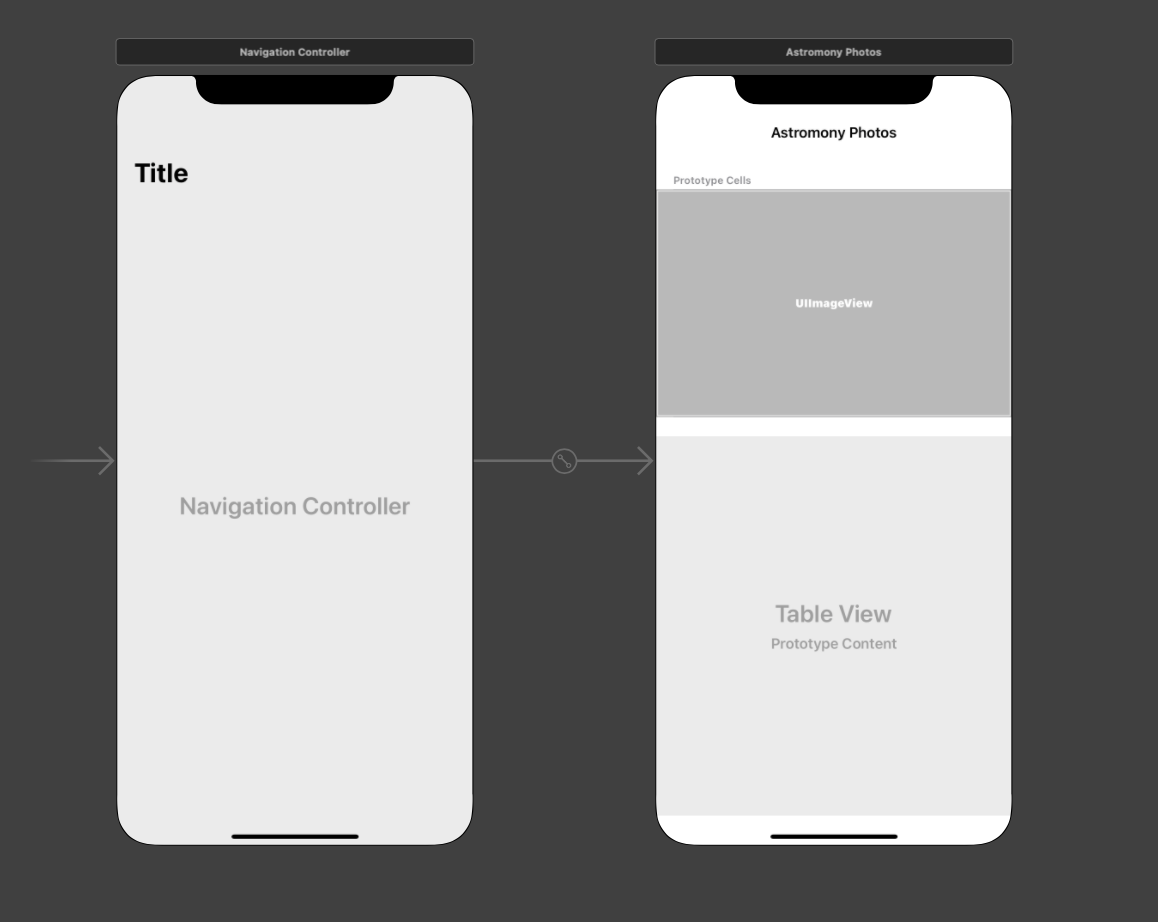 Navigation Controller
Title
Navigation Controller
Astromony Photos
Astromony Photos
Prototype Cells
UIImageView
Table View
Prototype Content